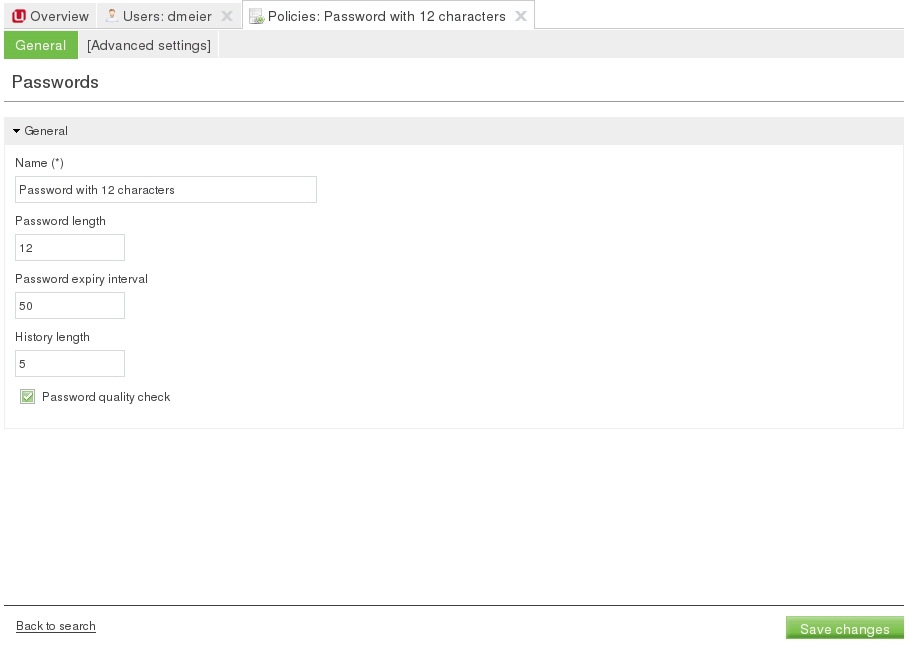 Overview Users: dmeier Policies: Password with 12 characters
General [Advanced settings]
Passwords
General
Name (*)
Password with 12 characters
Password length
12
Password expiry interval
50
History length
5
Password quality check
Back to search Save changes